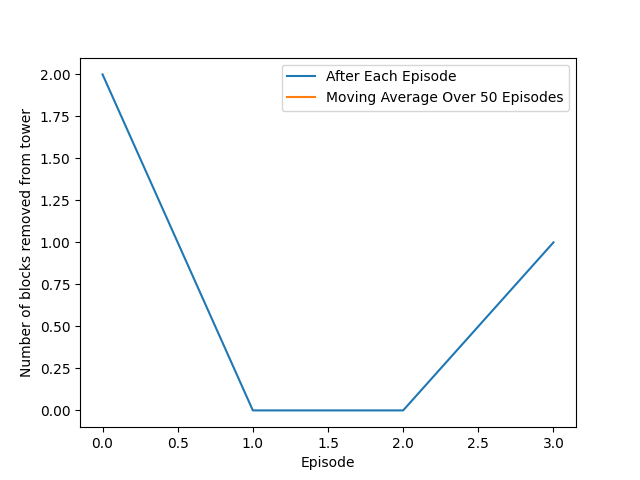 After Each Episode
Moving Average Over 50 Episodes
Number of blocks removed from tower
2.00
1.75
1.50
1.25
1.00
0.75
0.50
0.25
0.00
0.0 0.5 1.0 1.5 2.0 2.5 3.0
Episode